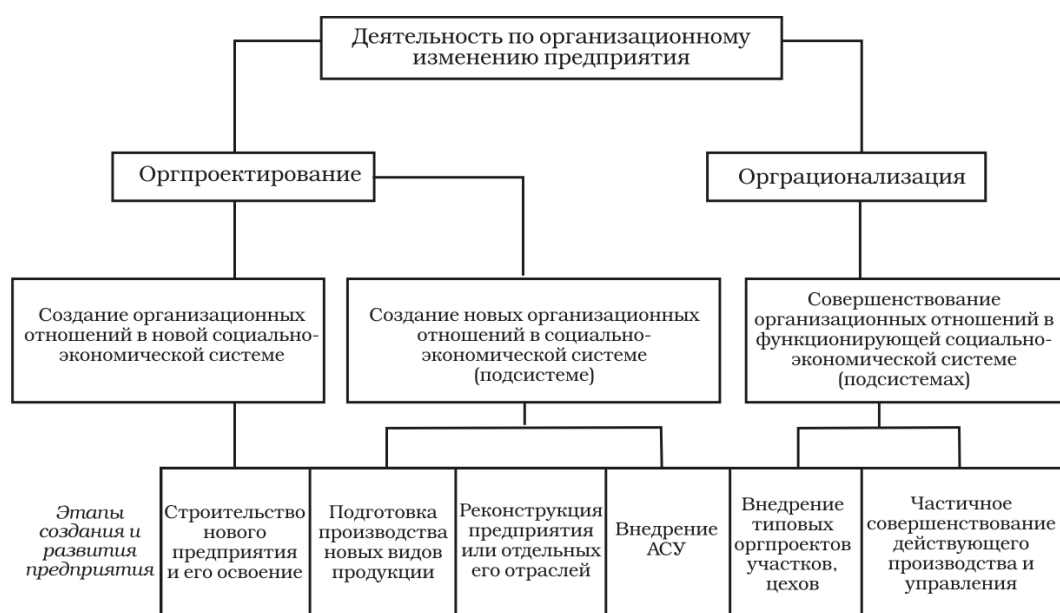 Деятельность по организационному
изменению предприятия
Оргпроектирование
Орграционализация
Создание организационных
отношений в новой социально-
экономической системе
Создание новых организационных
отношений в социально-
экономической системе
(подсистеме)
Совершенствование
организационных отношений в
функционирующей социально-
экономической системе
(подсистемах)
Этапы
создания и
развития
предприятия
Строительство
нового
предприятия
и его освоение
Подготовка
производства
новых видов
продукции
Реконструкция
предприятия
или отдельных
его отраслей
Внедрение
АСУ
Внедрение
типовых
оргпроектов
участков,
цехов
Частичное
совершенствование
действующего
производства и
управления